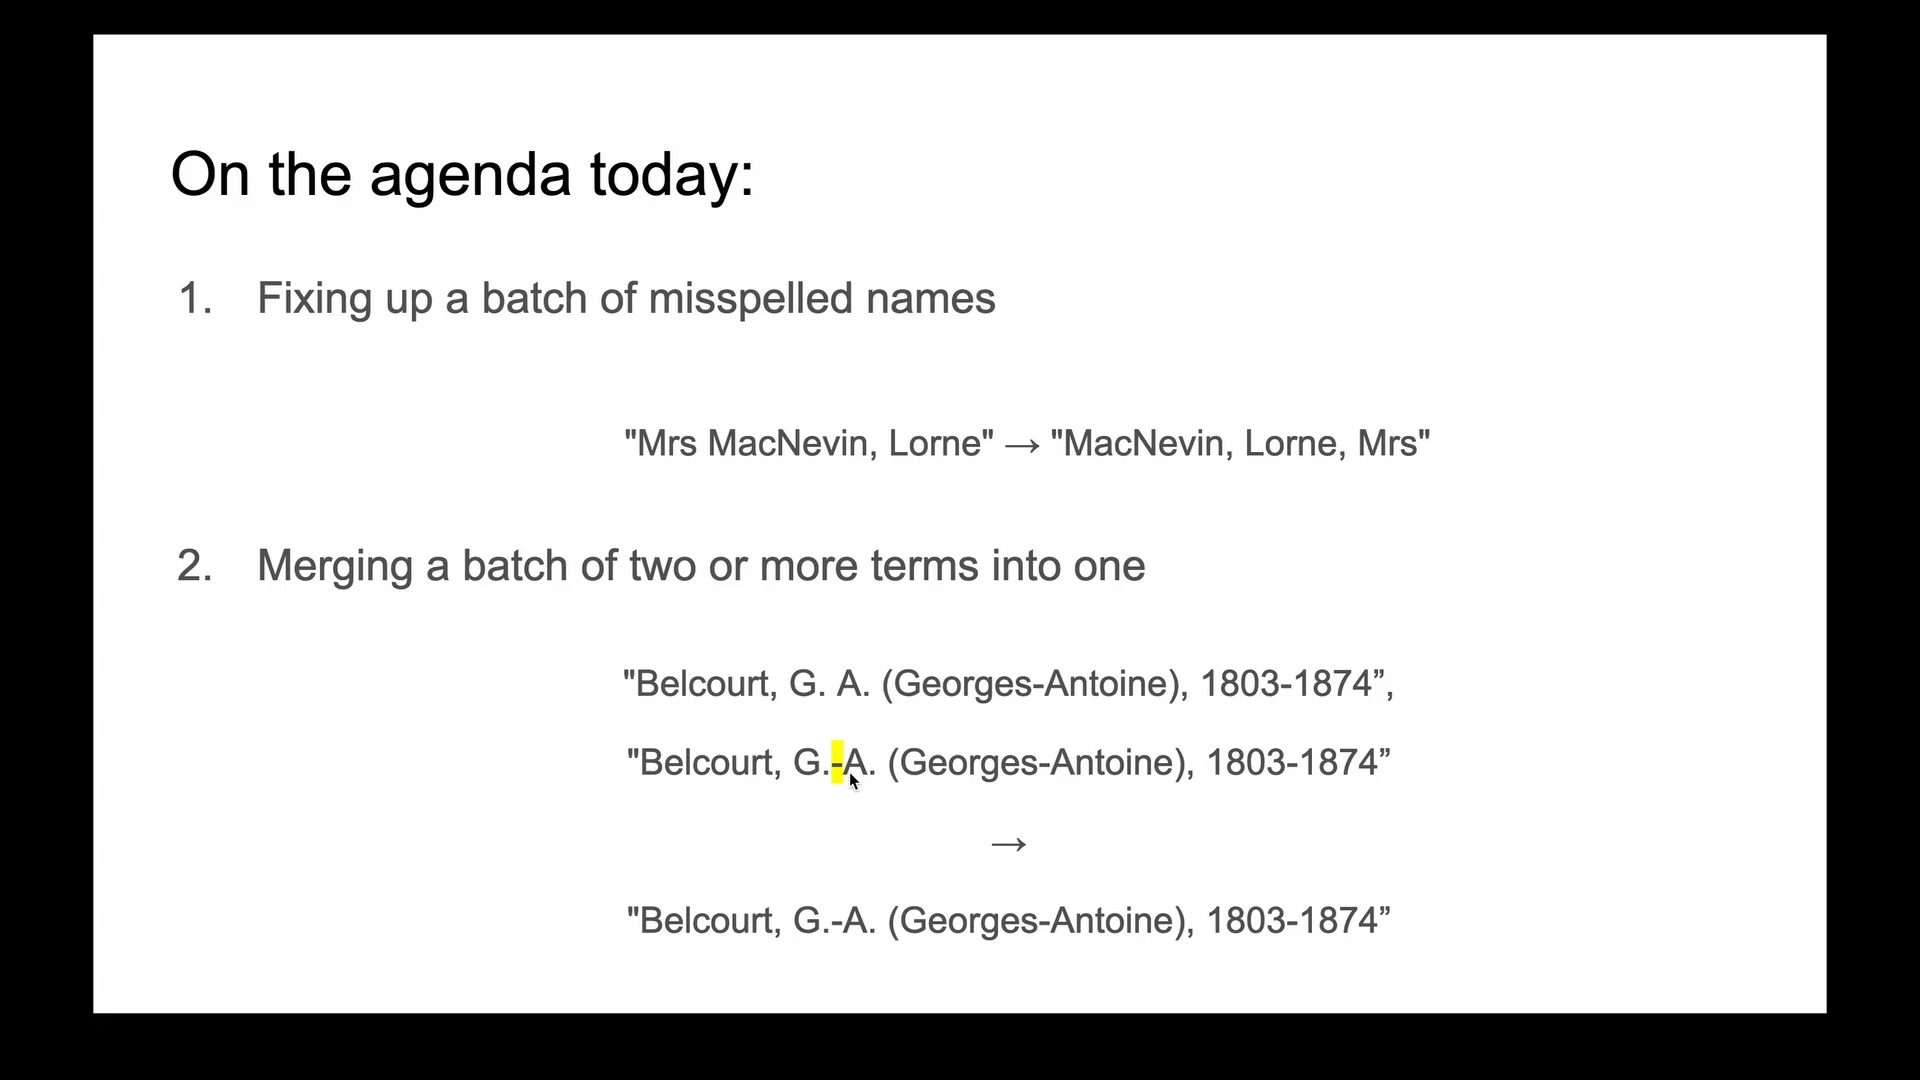 On the agenda today:
1. Fixing up a batch of misspelled names
"Mrs MacNevin, Lorne" → "MacNevin, Lorne, Mrs"
2. Merging a batch of two or more terms into one
"Belcourt, G. A. (Georges-Antoine), 1803-1874”,
"Belcourt, G.-A. (Georges-Antoine), 1803-1874”
→
"Belcourt, G.-A. (Georges-Antoine), 1803-1874”